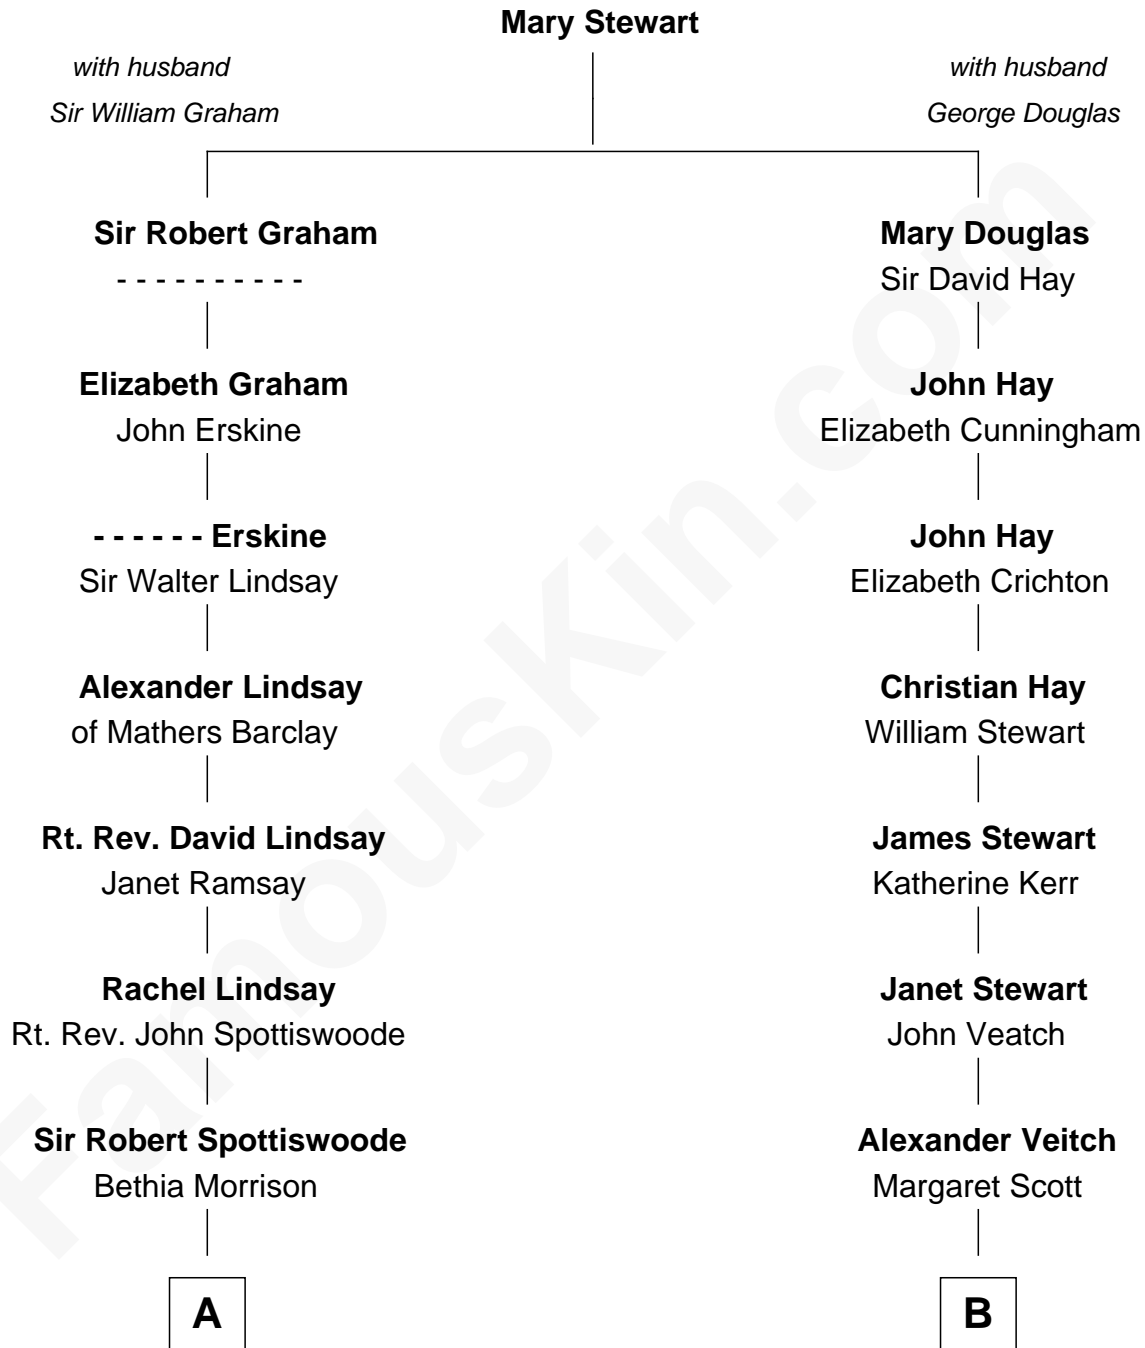 Mary Stewart
with husband
Sir William Graham
with husband
George Douglas
Sir Robert Graham
- - - - - - - - - -
Elizabeth Graham
John Erskine
- - - - - - Erskine
Sir Walter Lindsay
Alexander Lindsay
of Mathers Barclay
Rt. Rev. David Lindsay
Janet Ramsay
Rachel Lindsay
Rt. Rev. John Spottiswoode
Sir Robert Spottiswoode
Bethia Morrison
A
Mary Douglas
Sir David Hay
John Hay
Elizabeth Cunningham
John Hay
Elizabeth Crichton
Christian Hay
William Stewart
James Stewart
Katherine Kerr
Janet Stewart
John Veatch
Alexander Veitch
Margaret Scott
B
FamousKin.com